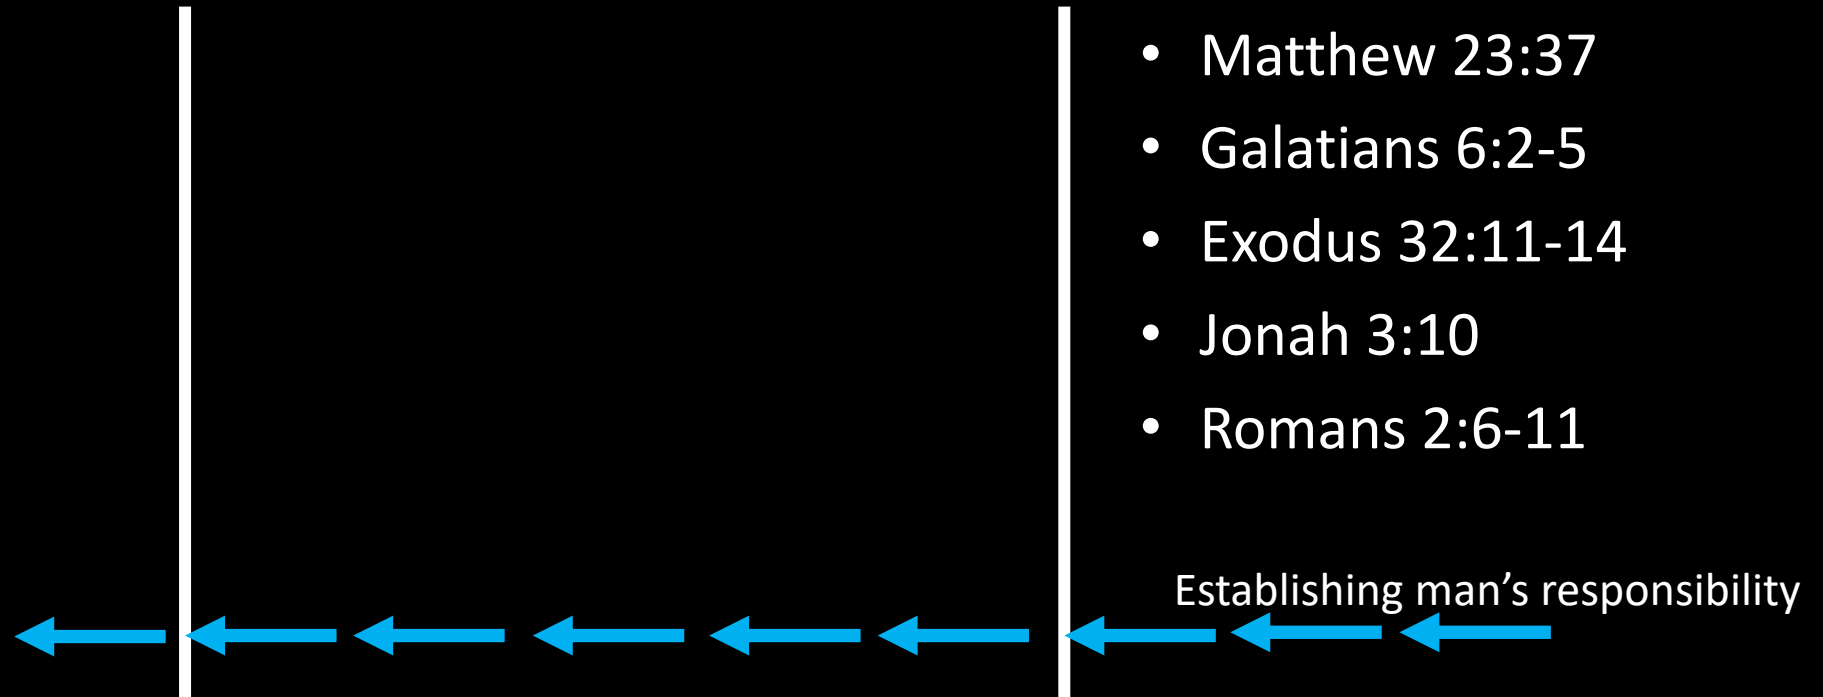 • Matthew 23:37
• Galatians 6:2-5
• Exodus 32:11-14
• Jonah 3:10
• Romans 2:6-11
Establishing man’s responsibility